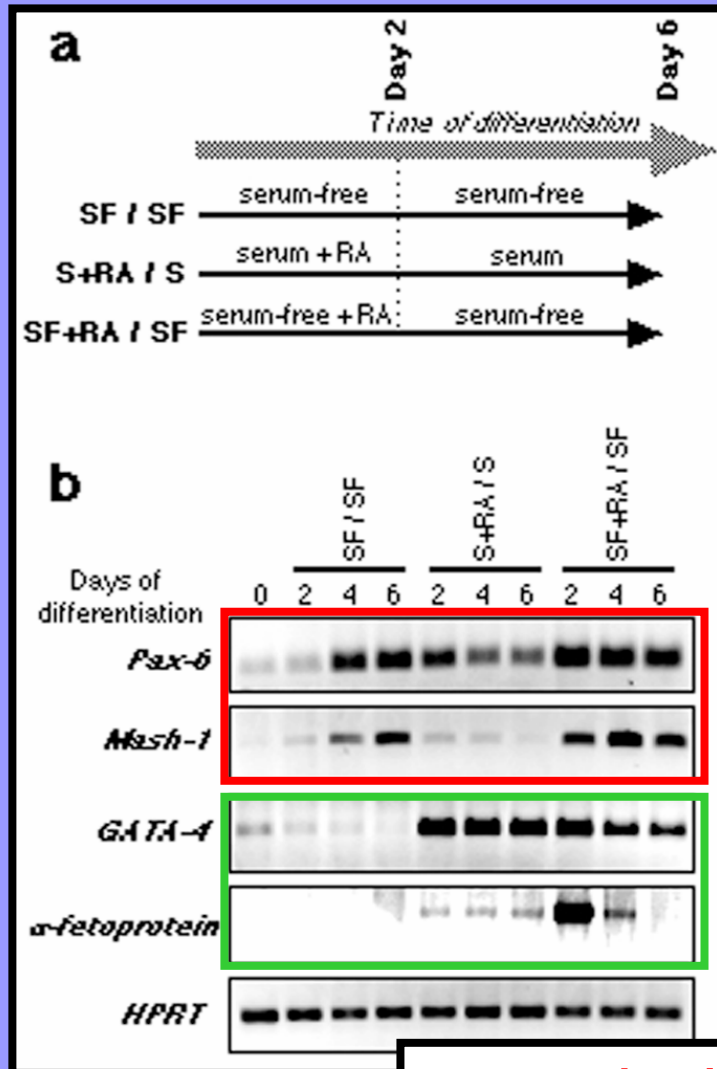 a
Day 2
Day 6
Time of differentiation
SF / SF
serum-free
serum-free
S+RA / S
serum + RA
serum
SF+RA / SF
serum-free + RA
serum-free
b
SF / SF
S+RA / S
SF+RA / SF
Days of
differentiation
0 2 4 6 2 4 6 2 4 6
Pax-6
Mash-1
GATA-4
α-fetoprotein
HPRT